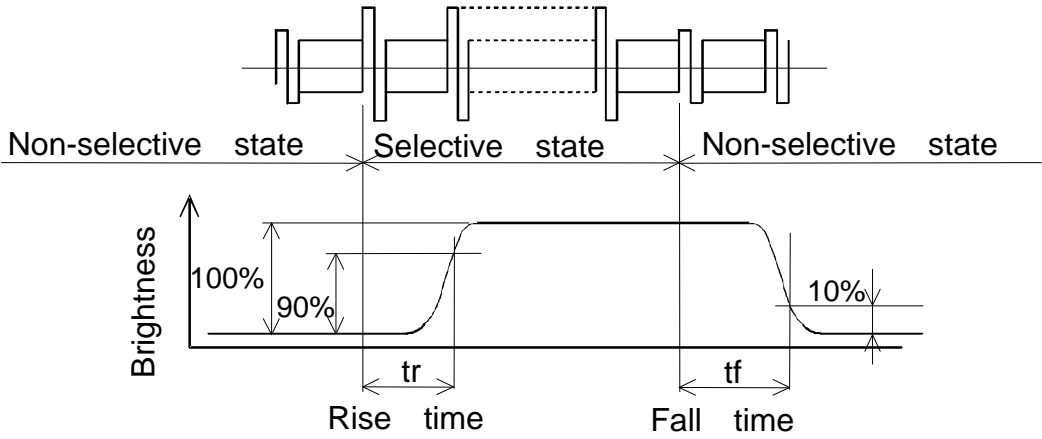 Non-selective state Selective state Non-selective state
Brightness
100%
90%
10%
tr tf
Rise time Fall time